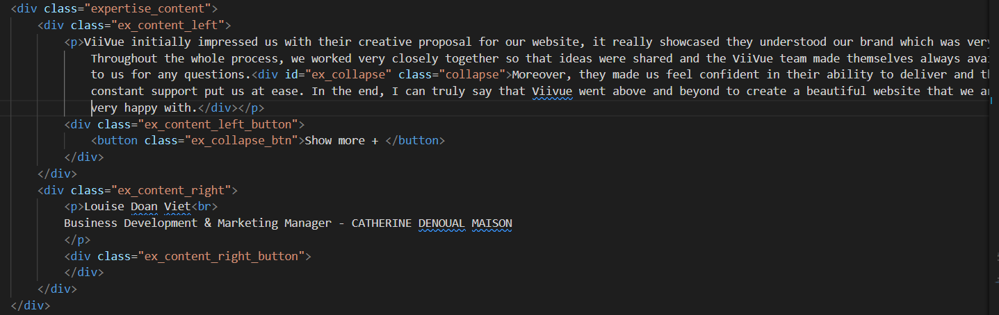 <div class="expertise_content">
<div class="ex_content_left">
<p>ViiVue initially impressed us with their creative proposal for our website, it really showcased they understood our brand which was
Throughout the whole process, we worked very closely together so that ideas were shared and the ViiVue team made themselves always
to us for any questions.<div id="ex_collapse" class="collapse">Moreover, they made us feel confident in their ability to deliver and
constant support put us at ease. In the end, I can truly say that Viivue went above and beyond to create a beautiful website that we
very happy with.</div></p>
<div class="ex_content_left_button">
<button class="ex_collapse_btn">Show more + </button>
</div>
</div>
<div class="ex_content_right">
<p>Louise Doan Viet<br>
Business Development & Marketing Manager - CATHERINE DENOUAL MAISON
</p>
<div class="ex_content_right_button">
</div>
</div>
</div>